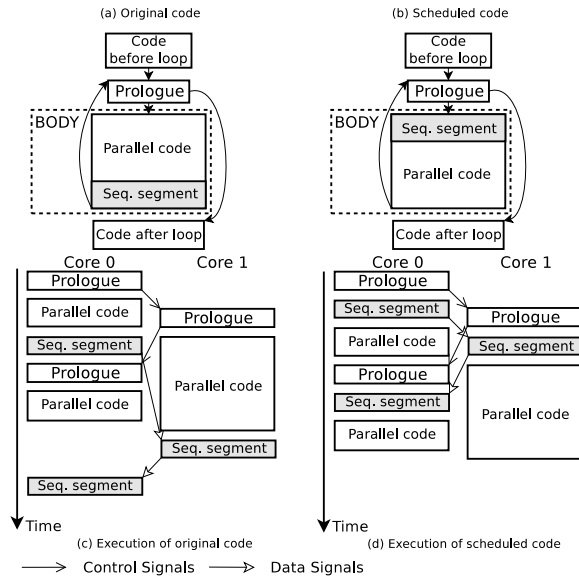 (a) Original code
Code
before loop
Prologue
BODY
Parallel code
Seq. segment
Code after loop
(b) Scheduled code
Code
before loop
Prologue
BODY
Seq. segment
Parallel code
Code after loop
Core 0
Core 1
Prologue
Parallel code
Prologue
Seq. segment
Prologue
Parallel code
Parallel code
Seq. segment
Seq. segment
Time
(c) Execution of original code
Core 0
Core 1
Prologue
Seq. segment
Prologue
Parallel code
Seq. segment
Prologue
Seq. segment
Parallel code
Parallel code
Time
(d) Execution of scheduled code
Control Signals
Data Signals